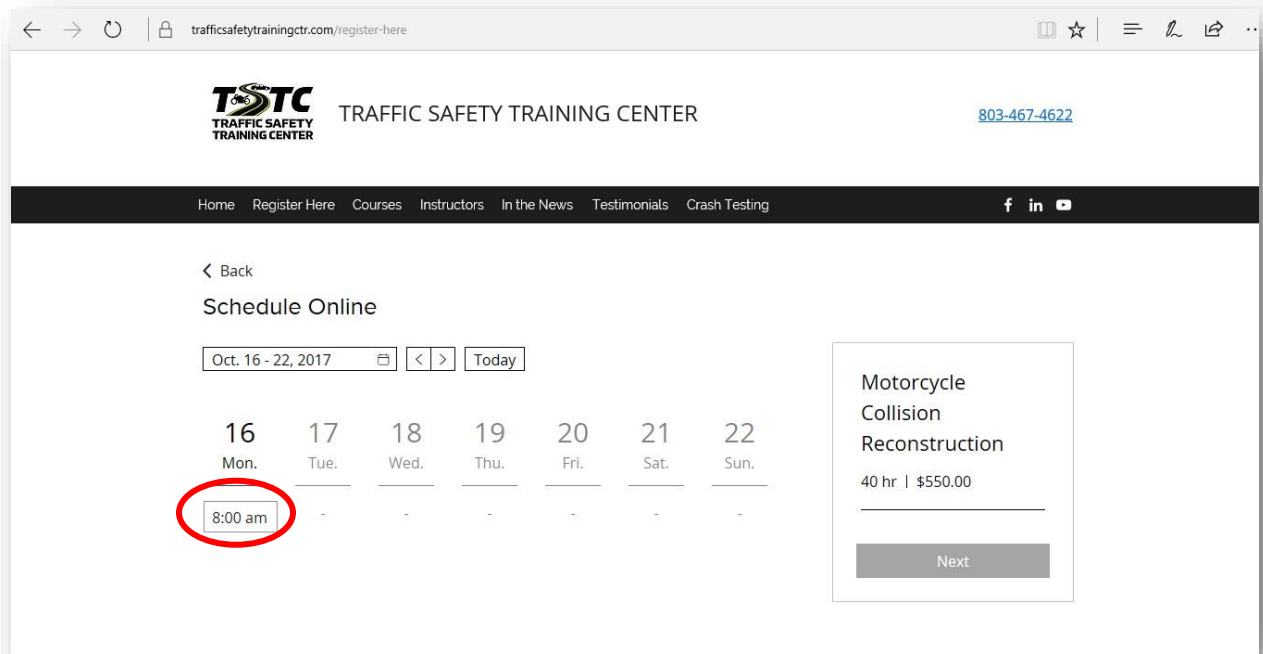 trafficsafetytrainingctr.com/register-here
TSTC
TRAFFIC SAFETY
TRAINING CENTER
TRAFFIC SAFETY TRAINING CENTER
803-467-4622
Home Register Here Courses Instructors In the News Testimonials Crash Testing
f in
Back
Schedule Online
Oct. 16 - 22, 2017 < > Today
16 17 18 19 20 21 22
Mon. Tue. Wed. Thu. Fri. Sat. Sun.
8:00 am - - - - - -
Motorcycle
Collision
Reconstruction
40 hr | $550.00
Next